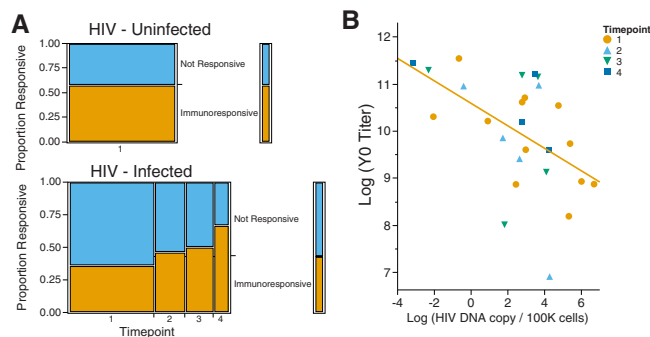 A
HIV - Uninfected
Proportion Responsive
1.00
0.75
0.50
0.25
0.00
Not Responsive
Immunoresponsive
1
HIV - Infected
Proportion Responsive
1.00
0.75
0.50
0.25
0.00
Not Responsive
Immunoresponsive
1 2 3 4
Timepoint
B
Log (Y0 Titer)
12
11
10
9
8
7
-4 -2 0 2 4 6
Log (HIV DNA copy / 100K cells)
Timepoint
1
2
3
4